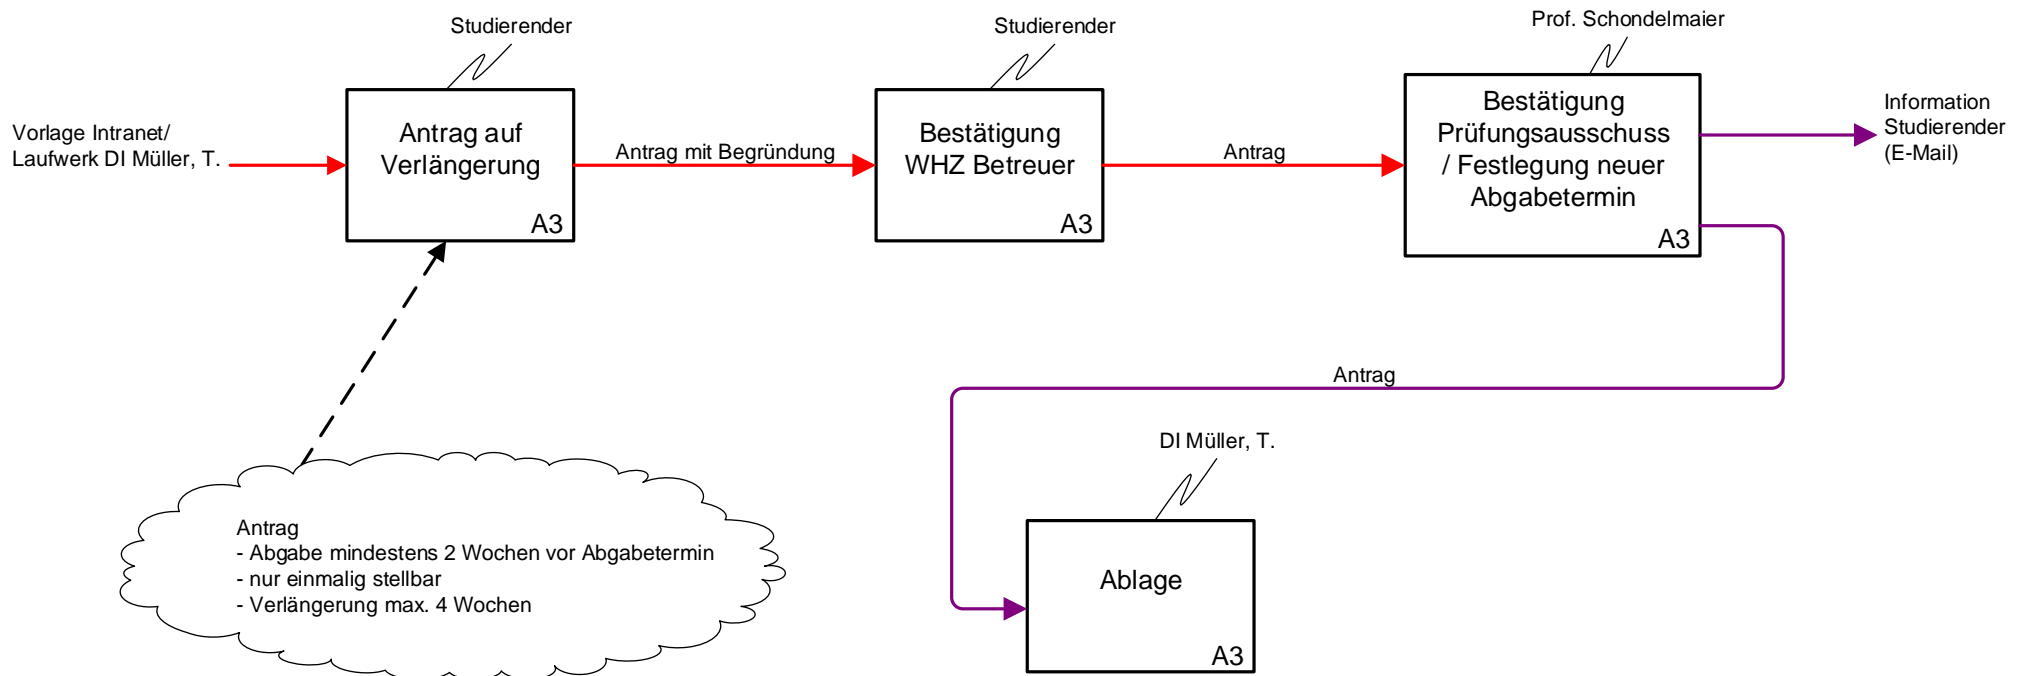 Studierender
Studierender
Prof. Schondelmaier
Vorlage Intranet/
Laufwerk DI Müller, T.
Antrag auf
Verlängerung
A3
Antrag mit Begründung
Bestätigung
WHZ Betreuer
A3
Antrag
Bestätigung
Prüfungsausschuss
/ Festlegung neuer
Abgabetermin
A3
Information
Studierender
(E-Mail)
Antrag
DI Müller, T.
Antrag
- Abgabe mindestens 2 Wochen vor Abgabetermin
- nur einmalig stellbar
- Verlängerung max. 4 Wochen
Ablage
A3